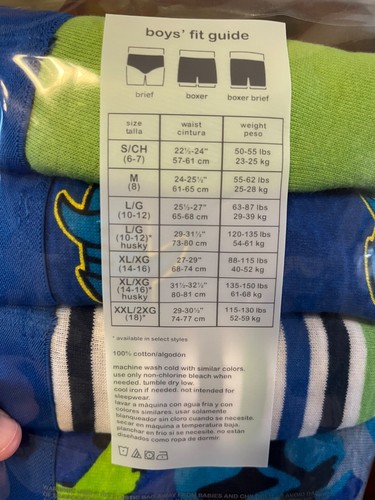 boys' fit guide
brief
boxer
boxer brief
size waist weight
talla cintura peso
S/CH 22½-24" 50-55 lbs
(6-7) 57-61 cm 23-25 kg
M 24-25½" 55-62 lbs
(8) 61-65 cm 25-28 kg
L/G 25½-27" 63-87 lbs
(10-12) 65-68 cm 29-39 kg
L/G 29-31½" 120-135 lbs
(10-12)* 73-80 cm 54-61 kg
husky
XL/XG 27-29" 88-115 lbs
(14-16) 68-74 cm 40-52 kg
XL/XG 31½-32½" 135-150 lbs
(14-16)* 80-81 cm 61-68 kg
husky
XXL/2XG 29-30½" 115-130 lbs
(18)* 74-77 cm 52-59 kg
* available in select styles
100% cotton/algodón
machine wash cold with similar colors.
use only non-chlorine bleach when
needed. tumble dry low.
cool iron if needed. not intended for
sleepwear.
lavar a máquina con agua fría y con
colores similares. usar solamente
blanqueador sin cloro cuando se necesite.
secar en máquina a temperatura baja.
planchar en frío si se necesite. no están
diseñados como ropa de dormir.